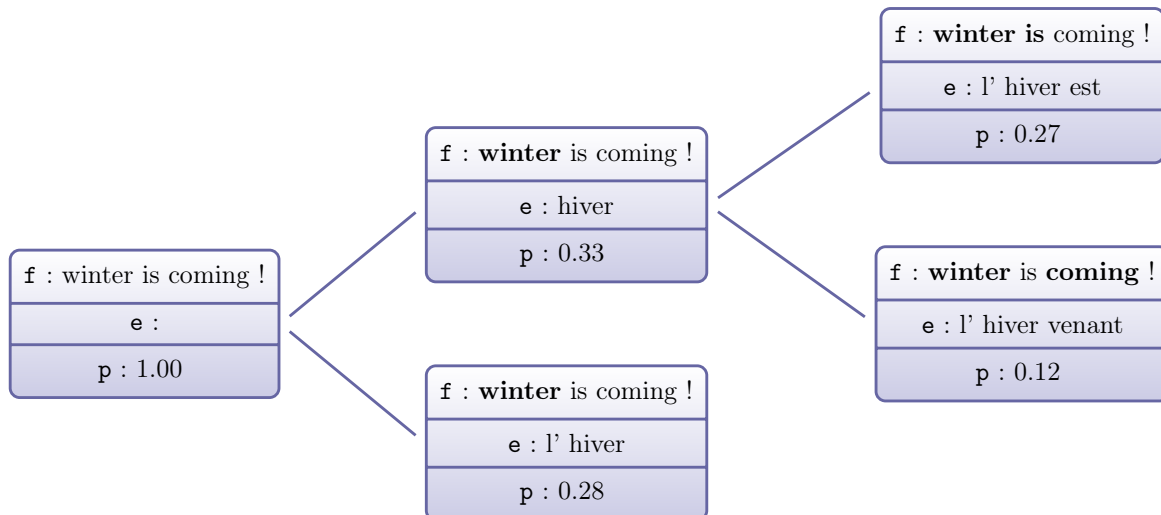 f : winter is coming !
e :
p : 1.00
f : winter is coming !
e : hiver
p : 0.33
f : winter is coming !
e : l' hiver
p : 0.28
f : winter is coming !
e : l' hiver est
p : 0.27
f : winter is coming !
e : l' hiver venant
p : 0.12